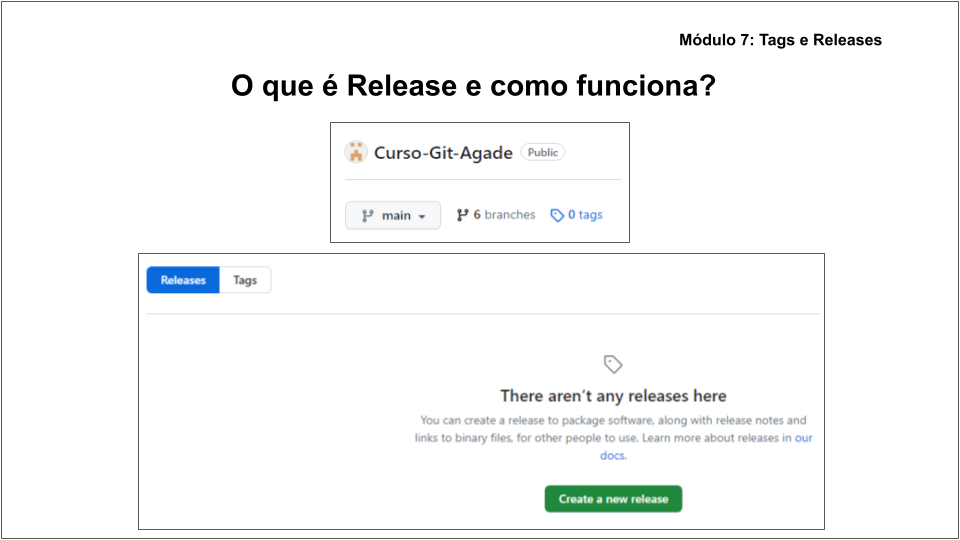 Módulo 7: Tags e Releases
O que é Release e como funciona?
Curso-Git-Agade Public
main 6 branches 0 tags
Releases Tags
There aren't any releases here
You can create a release to package software, along with release notes and
links to binary files, for other people to use. Learn more about releases in our
docs.
Create a new release